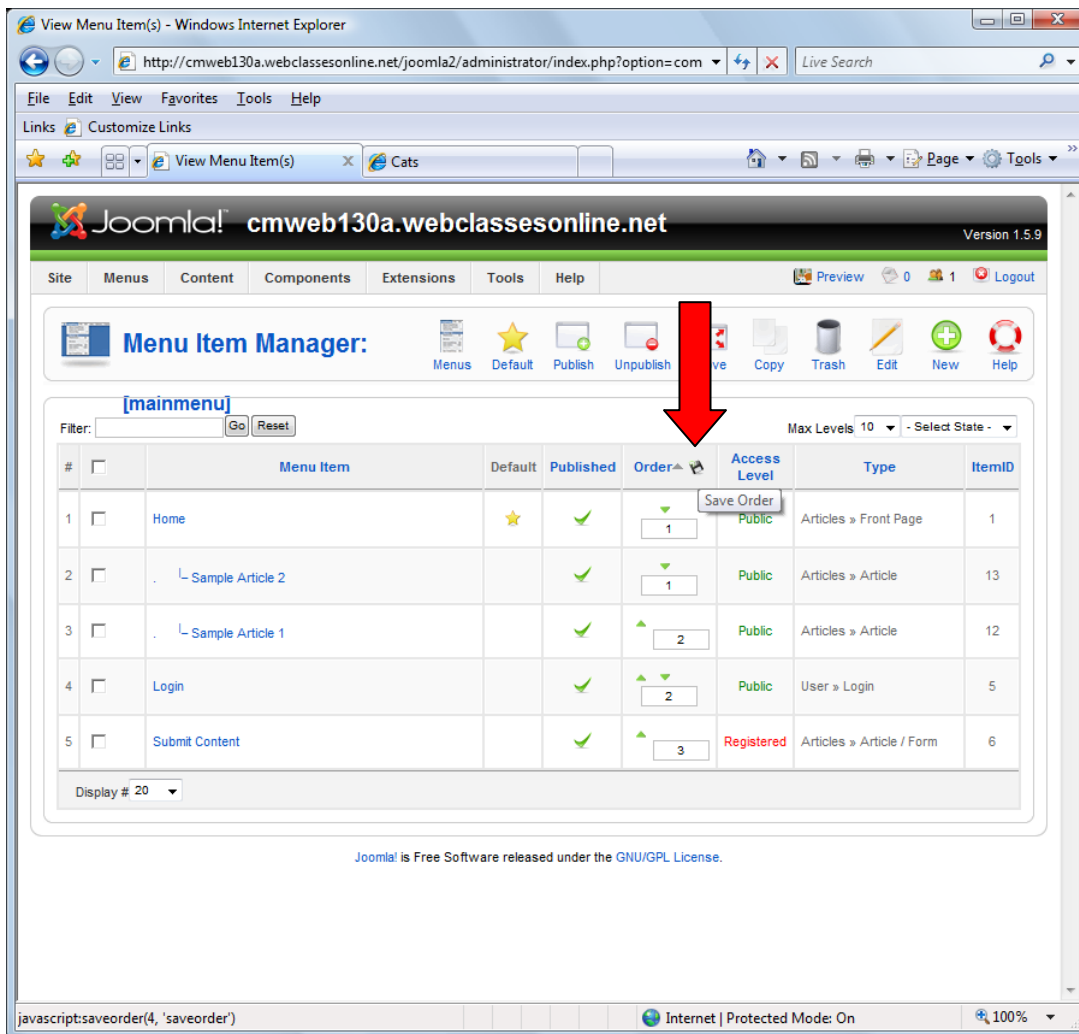 View Menu Item(s) - Windows Internet Explorer
http://cmweb130a.webclassesonline.net/joomla2/administrator/index.php?option=com Live Search
File Edit View Favorites Tools Help
Links Customize Links
View Menu Item(s) X Cats Page Tools
Joomla! cmweb130a.webclassesonline.net
Version 1.5.9
Site Menus Content Components Extensions Tools Help Preview 0 1 Logout
Menu Item Manager:
Menus Default Publish Unpublish ve Copy Trash Edit New Help
[mainmenu]
Filter: Go Reset Max Levels 10 - Select State -
# Menu Item Default Published Order Access Level Type ItemID
Save Order
1 Home 1 Public Articles » Front Page 1
2 . Sample Article 2 1 Public Articles » Article 13
3 . Sample Article 1 2 Public Articles » Article 12
4 Login 2 Public User » Login 5
5 Submit Content 3 Registered Articles » Article / Form 6
Display # 20
Joomla! is Free Software released under the GNU/GPL License.
javascript:saveorder(4, 'saveorder') Internet | Protected Mode: On 100%